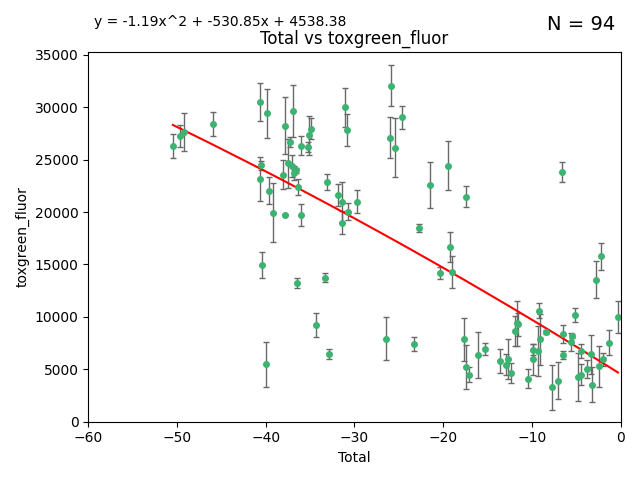 y = -1.19x^2 + -530.85x + 4538.38
N = 94
Total vs toxgreen_fluor
35000
30000
25000
20000
15000
10000
5000
0
toxgreen_fluor
−60 −50 −40 −30 −20 −10 0
Total